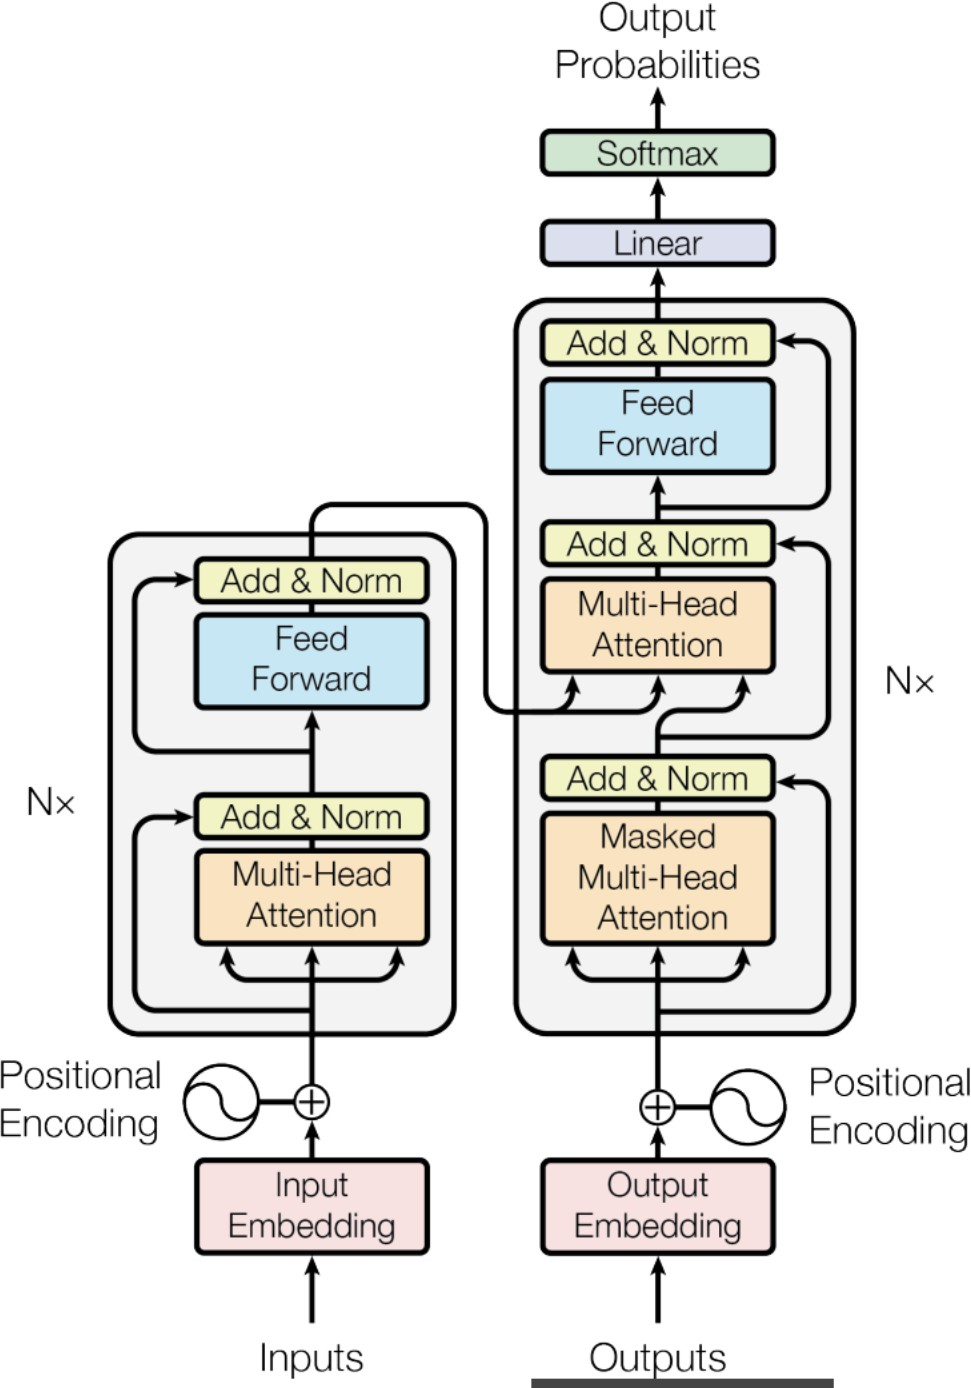 Output
Probabilities
Softmax
Linear
Add & Norm
Feed
Forward
Add & Norm
Multi-Head
Attention
Add & Norm
Masked
Multi-Head
Attention
N×
Add & Norm
Feed
Forward
Add & Norm
Multi-Head
Attention
N×
Positional
Encoding
Positional
Encoding
Input
Embedding
Output
Embedding
Inputs
Outputs